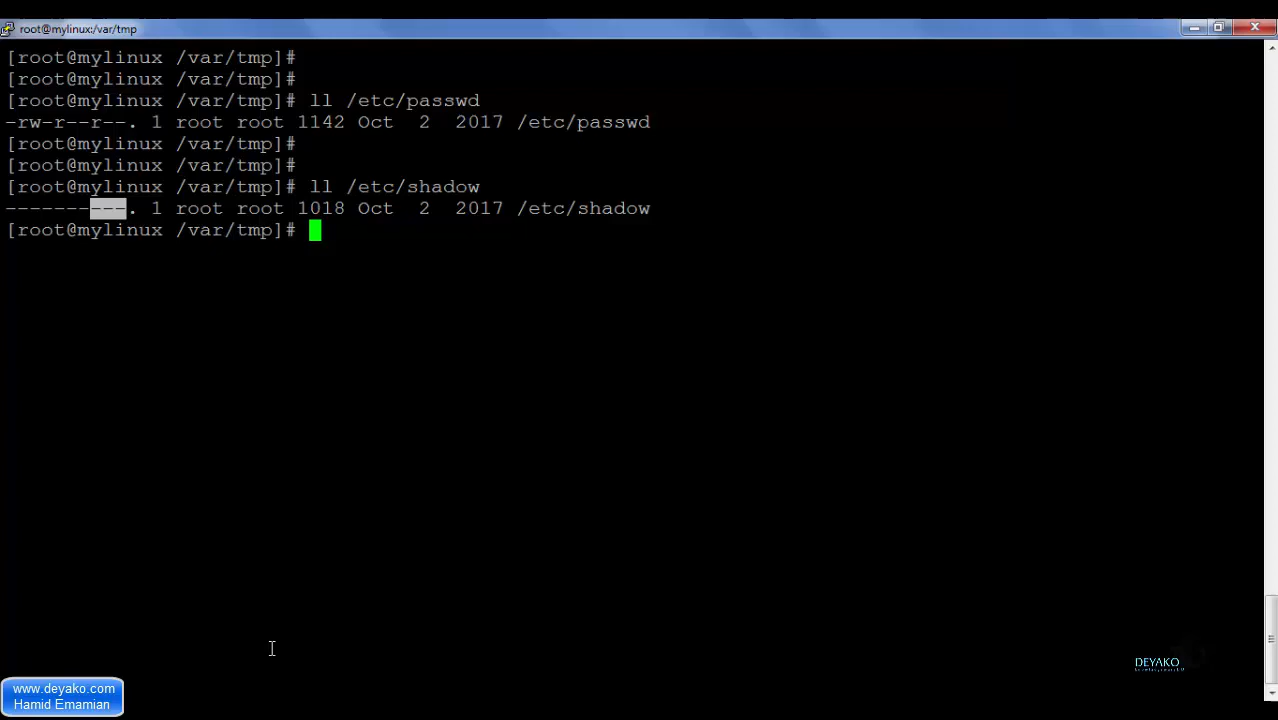 root@mylinux:/var/tmp
[root@mylinux /var/tmp]#
[root@mylinux /var/tmp]#
[root@mylinux /var/tmp]# ll /etc/passwd
-rw-r--r--. 1 root root 1142 Oct  2  2017 /etc/passwd
[root@mylinux /var/tmp]#
[root@mylinux /var/tmp]#
[root@mylinux /var/tmp]# ll /etc/shadow
----------. 1 root root 1018 Oct  2  2017 /etc/shadow
[root@mylinux /var/tmp]#
DEYAKO
www.deyako.com
Hamid Emamian